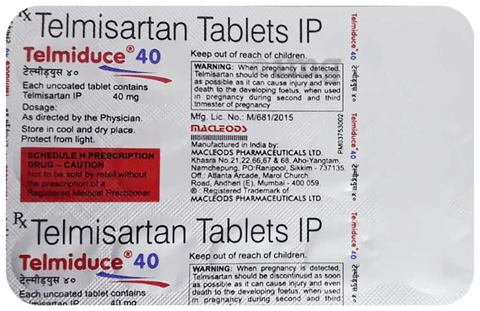 Rx Telmisartan Tablets IP
Telmiduce® 40
टेल्मीड्युस ४०
Each uncoated tablet contains
Telmisartan IP 40 mg
Dosage:
As directed by the Physician.
Store in cool and dry place.
Protect from light.
SCHEDULE H PRESCRIPTION
DRUG – CAUTION
Not to be sold by retail without
the prescription of a
Registered Medical Practitioner
Keep out of reach of children.
WARNING: When pregnancy is detected,
Telmisartan should be discontinued as soon
as possible as it can cause injury and even
death to the developing foetus, when used
in pregnancy during second and third
trimester of pregnancy
Mfg. Lic. No.: M/681/2015
MACLEODS
Manufactured in India by:
MACLEODS PHARMACEUTICALS LTD.
Khasra No.21,22,66,67 & 68, Aho-Yangtam,
Namchepung, PO:Ranipool, Sikkim - 737135.
Off.: Atlanta Arcade, Marol Church
Road, Andheri (E), Mumbai - 400 059.
® : Registered Trademark of
MACLEODS PHARMACEUTICALS LTD.
PM03753002
Telmiduce® 40
टेल्मीड्युस ४०
Rx Telmisartan Tablets IP
Telmiduce® 40
टेल्मीड्युस ४०
Each uncoated tablet contains
Telmisartan IP 40 mg
Keep out of reach of children.
WARNING: When pregnancy is detected,
Telmisartan should be discontinued as soon
as possible as it can cause injury and even
death to the developing foetus, when used
in pregnancy during second and third
Telmiduce® 40